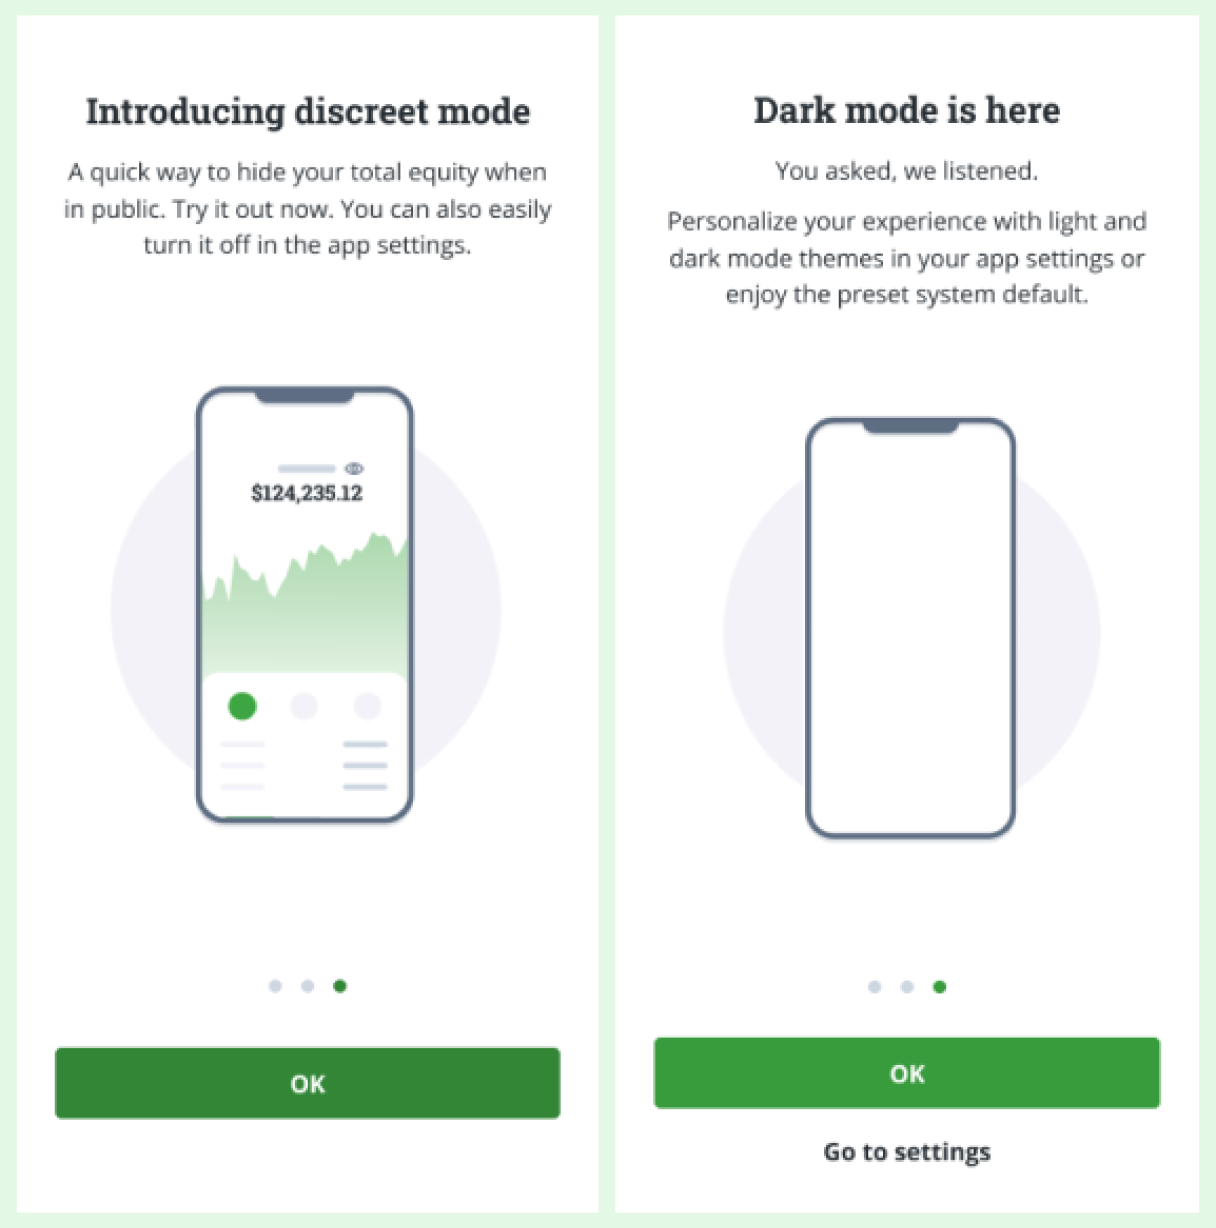 Introducing discreet mode
A quick way to hide your total equity when
in public. Try it out now. You can also easily
turn it off in the app settings.
$124,235.12
OK
Dark mode is here
You asked, we listened.
Personalize your experience with light and
dark mode themes in your app settings or
enjoy the preset system default.
OK
Go to settings